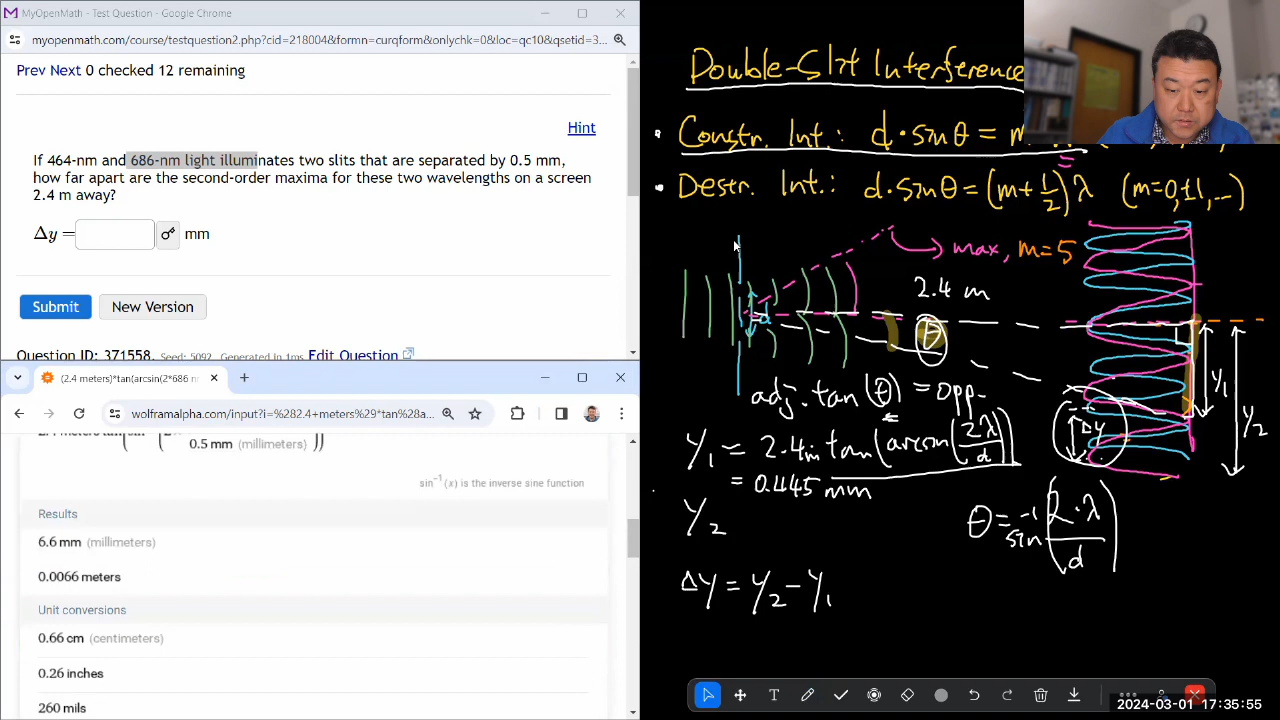 MyOpenMath - Test Question - Google Chrome
myopenmath.com/course/testquestion2.php?cid=218004&formn=curqform&onlychk=0&loc=qc10&qsetid=3...
Prev Next 0 checked 12 remaining
Hint
If 464-nm and 686-nm light illuminates two slits that are separated by 0.5 mm,
how far apart are the second-order maxima for these two wavelengths on a screen
2.4 m away?
Δy = mm
Submit New Version
Question ID: 371558. Seed: 5092. Generated in 1ms Edit Question
(2.4 meters)*tan(arcsin(2*686 n
wolframalpha.com/input?i=%282.4+meters%29*tan%28...
0.5 mm (millimeters)
sin⁻¹(x) is the inverse sine function
Results
6.6 mm (millimeters)
0.0066 meters
Unit conversions
0.66 cm (centimeters)
0.26 inches
260 mils
Double-Slit Interference
• Constr. Int.: d·sinθ = m
• Destr. Int.: d·sinθ = (m+1/2)λ (m=0,±1,...)
max, m=5
2.4 m
d
θ
y1
y2
Δy
adj. tan(θ) = opp.
y1 = 2.4m tan(arcsin(2λ/d))
= 0.445 mm
y2
θ = sin⁻¹(2·λ/d)
Δy = y2 - y1
2024-03-01 17:35:55